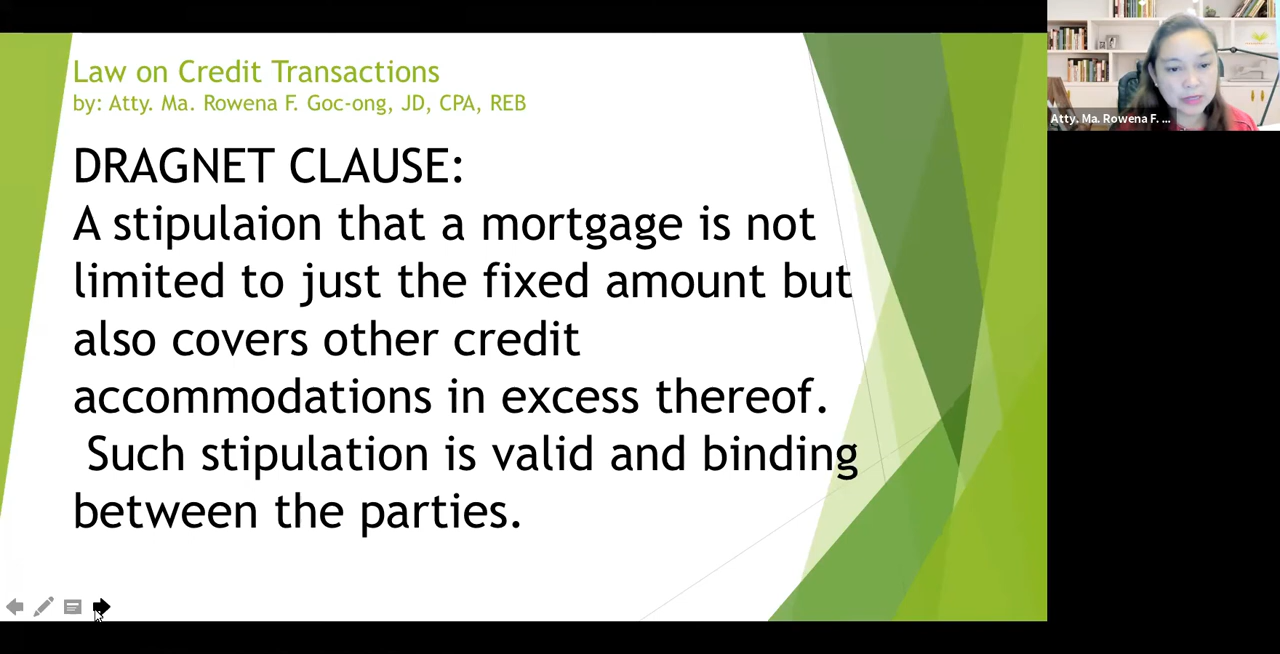 Law on Credit Transactions
by: Atty. Ma. Rowena F. Goc-ong, JD, CPA, REB
DRAGNET CLAUSE:
A stipulaion that a mortgage is not
limited to just the fixed amount but
also covers other credit
accommodations in excess thereof.
Such stipulation is valid and binding
between the parties.
Atty. Ma. Rowena F. ...